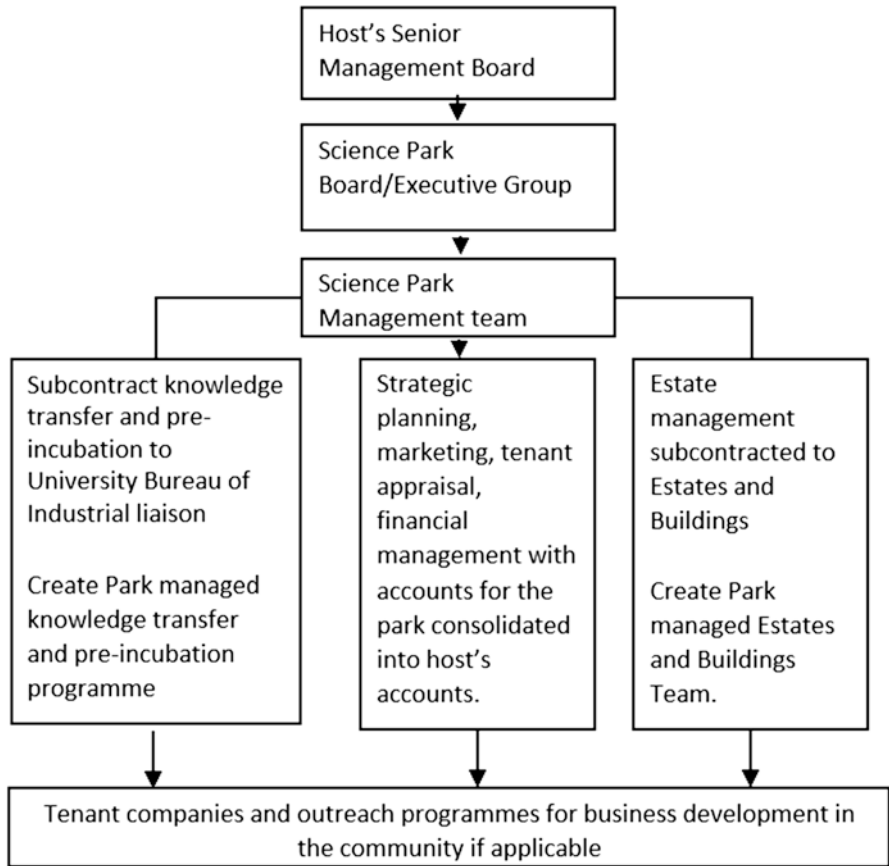 Host's Senior
Management Board
Science Park
Board/Executive Group
Science Park
Management team
Subcontract knowledge
transfer and pre-
incubation to
University Bureau of
Industrial liaison
Create Park managed
knowledge transfer
and pre-incubation
programme
Strategic
planning,
marketing, tenant
appraisal,
financial
management with
accounts for the
park consolidated
into host's
accounts.
Estate
management
subcontracted to
Estates and
Buildings
Create Park
managed Estates
and Buildings
Team.
Tenant companies and outreach programmes for business development in
the community if applicable